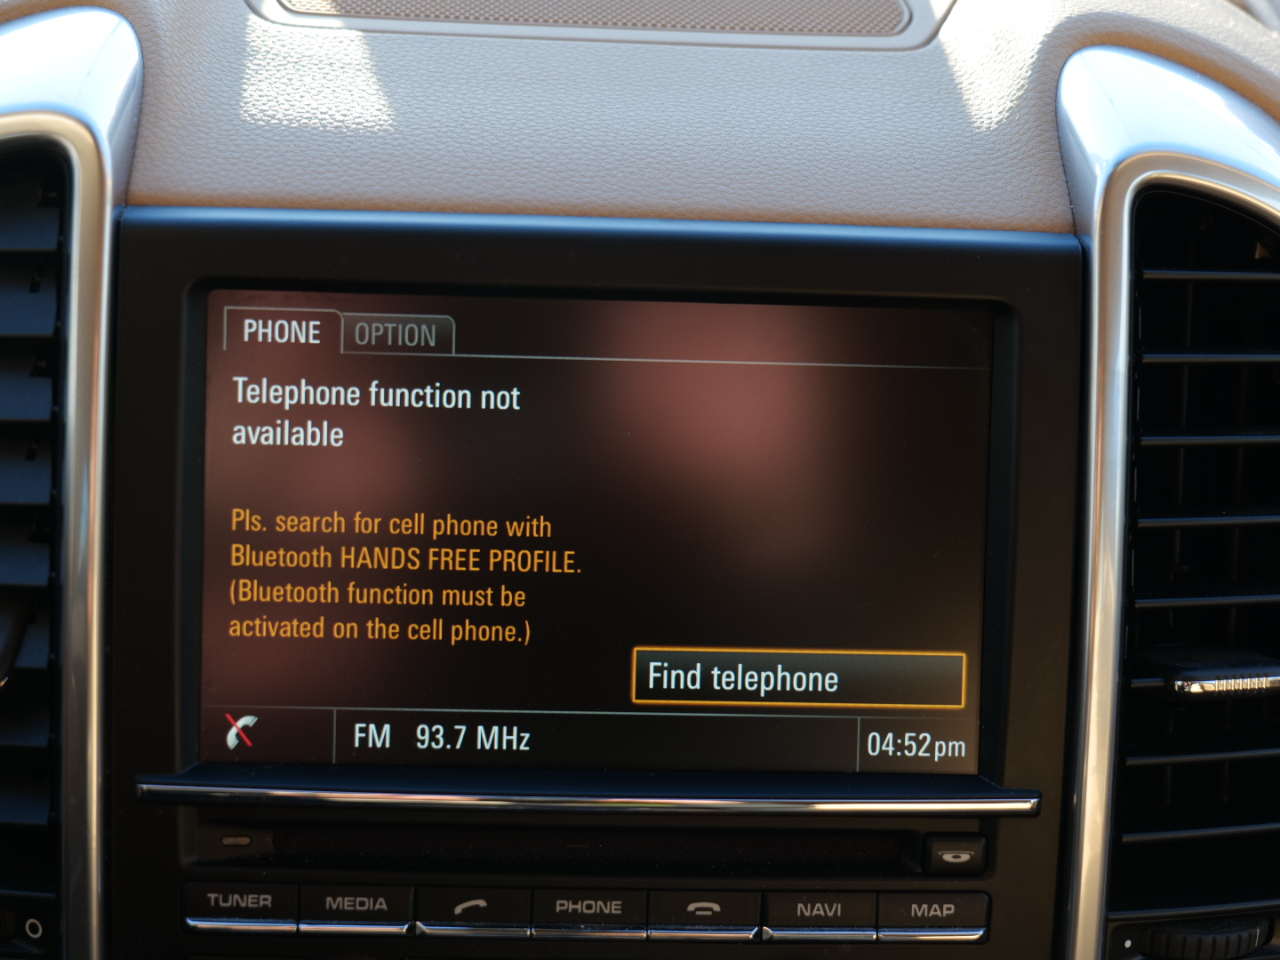 PHONE OPTION
Telephone function not
available
Pls. search for cell phone with
Bluetooth HANDS FREE PROFILE.
(Bluetooth function must be
activated on the cell phone.)
Find telephone
FM 93.7 MHz 04:52pm
TUNER MEDIA PHONE NAVI MAP